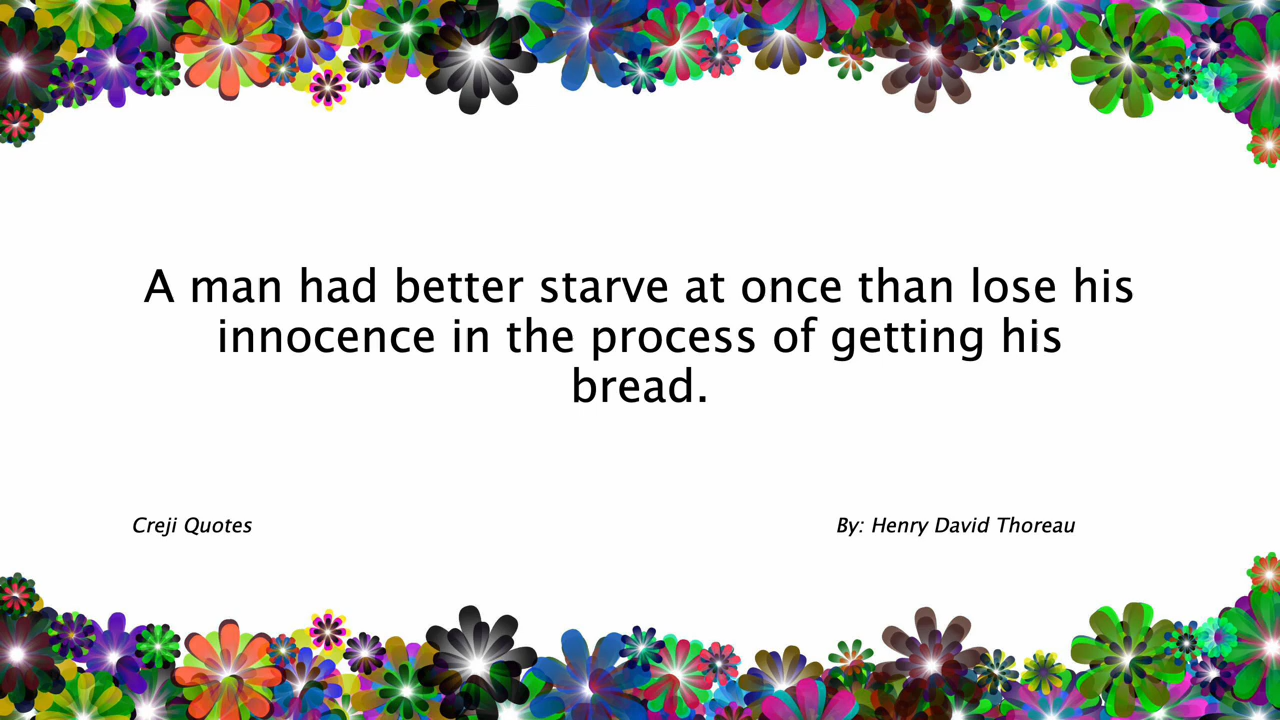 A man had better starve at once than lose his
innocence in the process of getting his
bread.
Creji Quotes
By: Henry David Thoreau